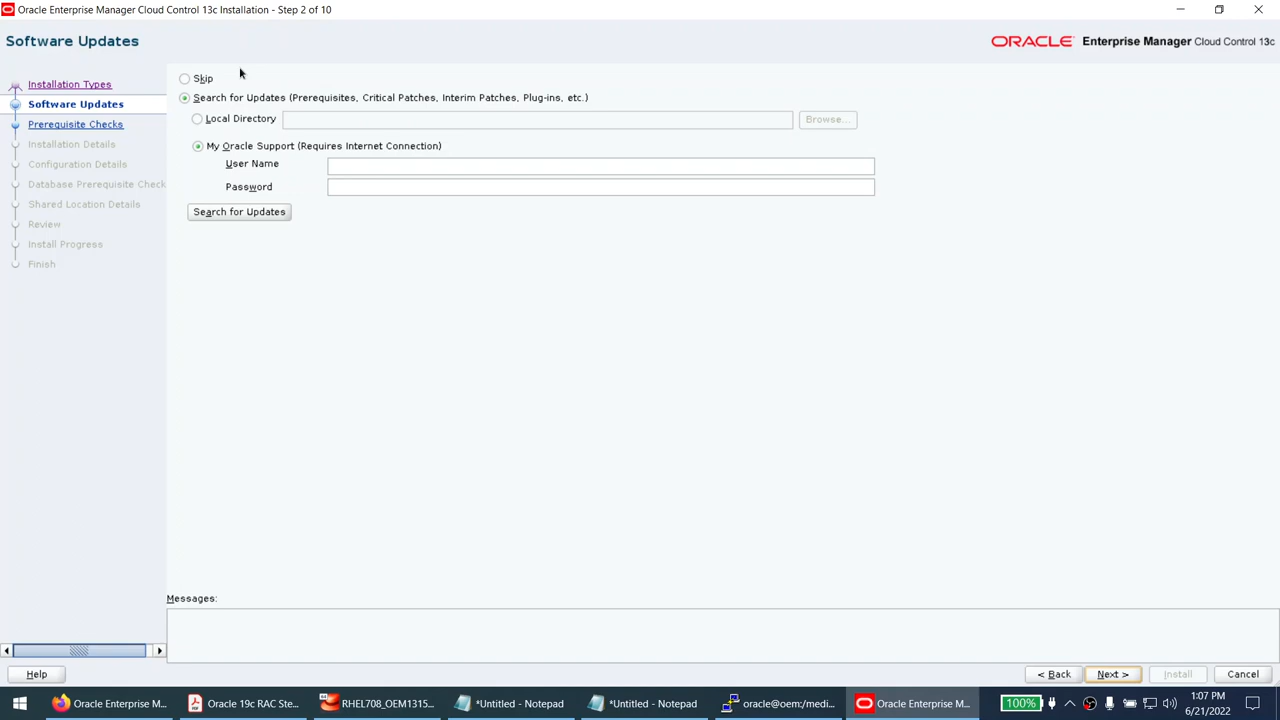 Oracle Enterprise Manager Cloud Control 13c Installation - Step 2 of 10
Software Updates
ORACLE Enterprise Manager Cloud Control 13c
Installation Types
Software Updates
Prerequisite Checks
Installation Details
Configuration Details
Database Prerequisite Check
Shared Location Details
Review
Install Progress
Finish
Skip
Search for Updates (Prerequisites, Critical Patches, Interim Patches, Plug-ins, etc.)
Local Directory
Browse...
My Oracle Support (Requires Internet Connection)
User Name
Password
Search for Updates
Messages:
Help
< Back
Next >
Install
Cancel
Oracle Enterprise M...
Oracle 19c RAC Ste...
RHEL708_OEM1315...
*Untitled - Notepad
*Untitled - Notepad
oracle@oem:/medi...
Oracle Enterprise M...
100%
1:07 PM
6/21/2022